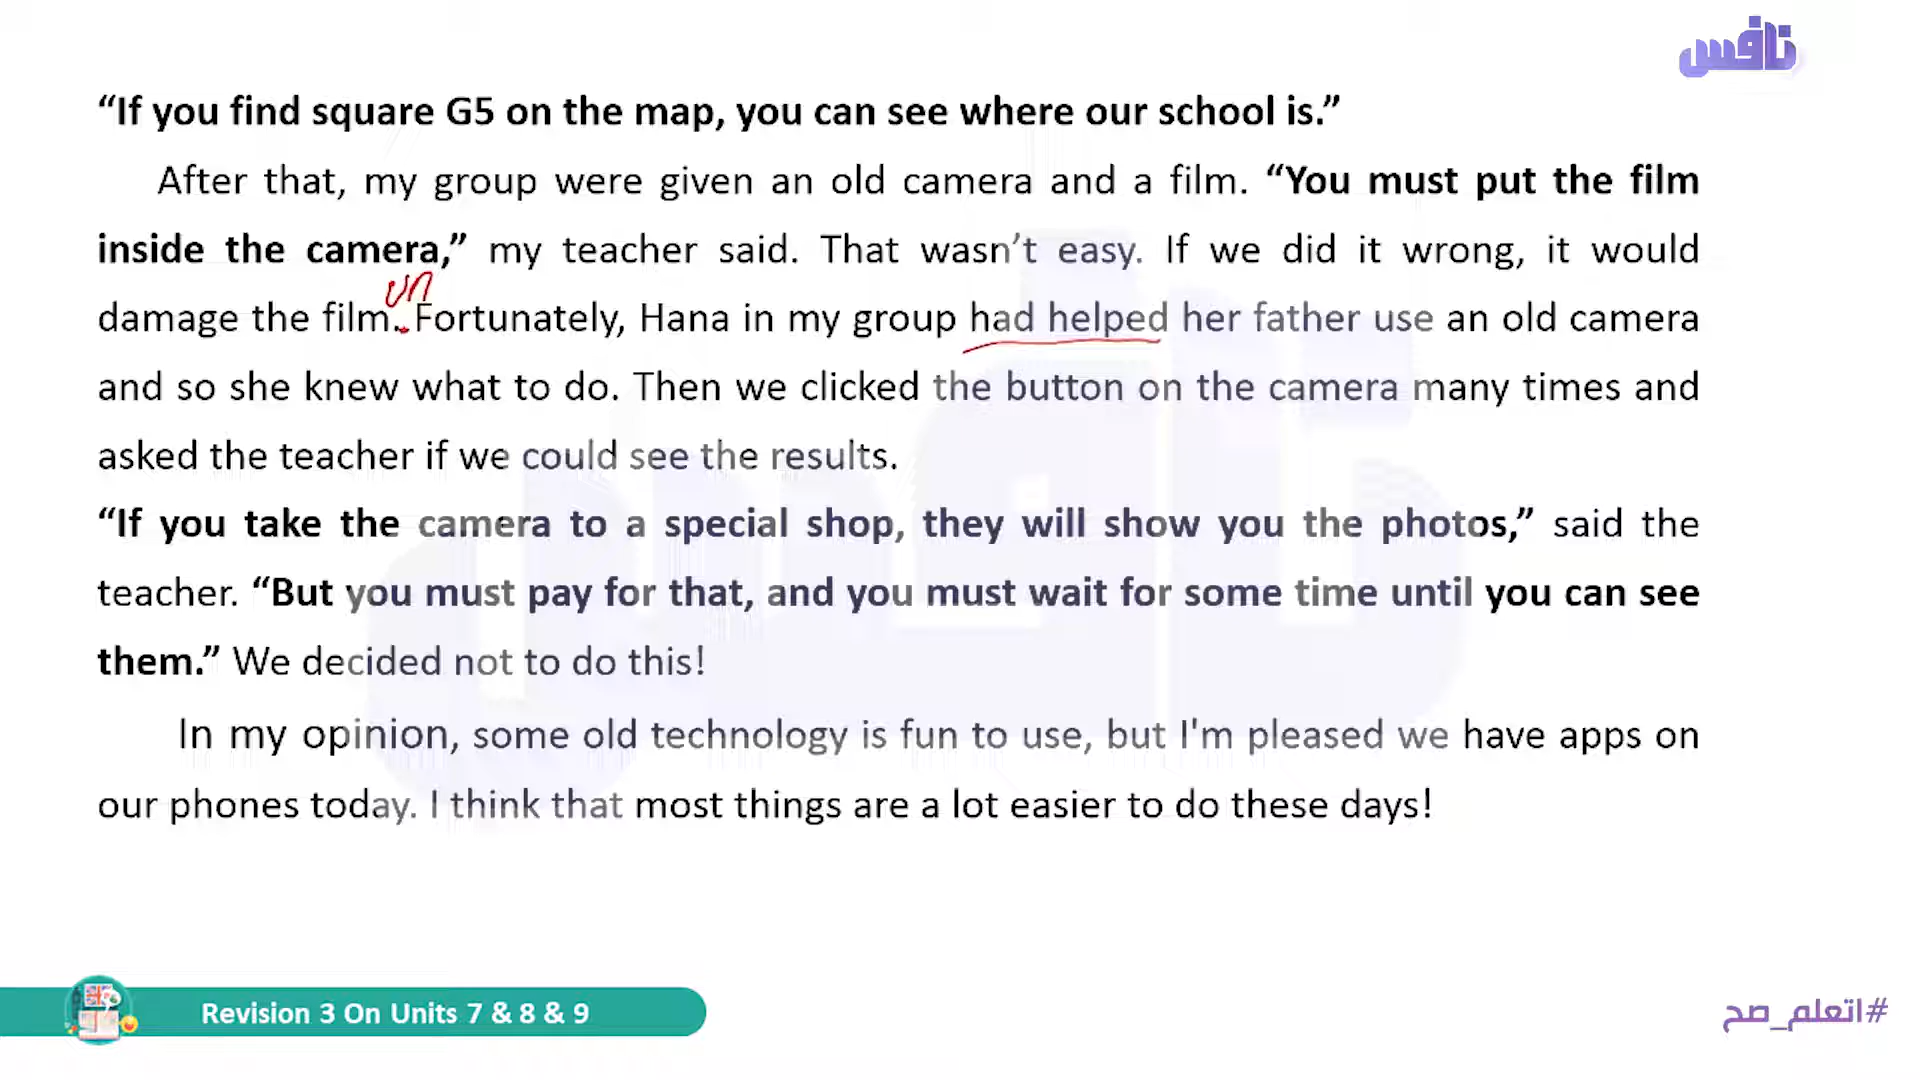 نافس
“If you find square G5 on the map, you can see where our school is.”
After that, my group were given an old camera and a film. “You must put the film
inside the camera,” my teacher said. That wasn’t easy. If we did it wrong, it would
un
damage the film. Fortunately, Hana in my group had helped her father use an old camera
and so she knew what to do. Then we clicked the button on the camera many times and
asked the teacher if we could see the results.
“If you take the camera to a special shop, they will show you the photos,” said the
teacher. “But you must pay for that, and you must wait for some time until you can see
them.” We decided not to do this!
In my opinion, some old technology is fun to use, but I'm pleased we have apps on
our phones today. I think that most things are a lot easier to do these days!
Revision 3 On Units 7 & 8 & 9
#اتعلم_صح